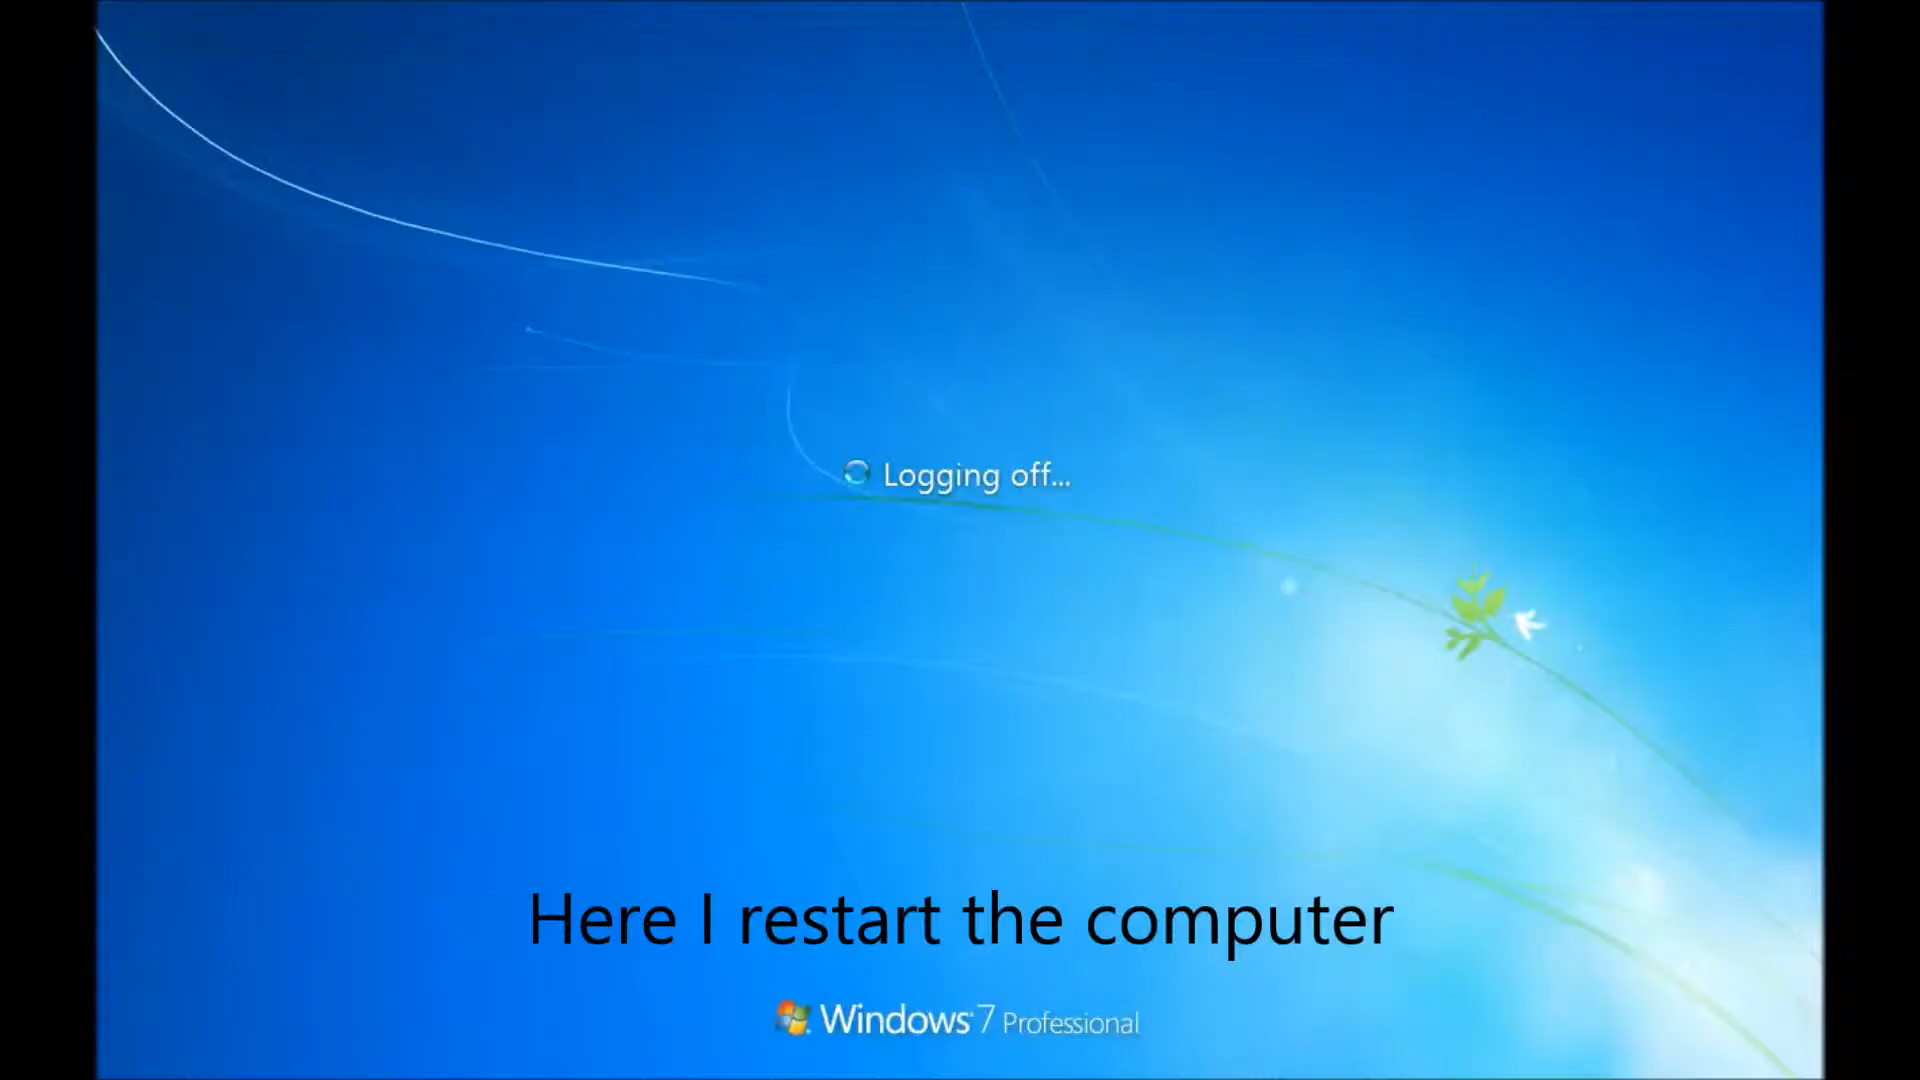 Logging off...
Here I restart the computer
Windows 7 Professional